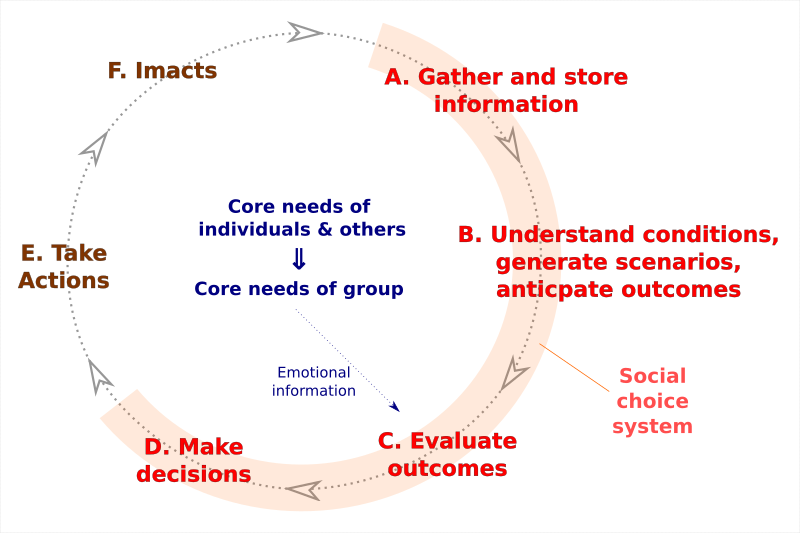 F. Imacts
A. Gather and store
information
Core needs of
individuals & others
⇓
Core needs of group
B. Understand conditions,
generate scenarios,
anticpate outcomes
E. Take
Actions
Emotional
information
Social
choice
system
D. Make
decisions
C. Evaluate
outcomes